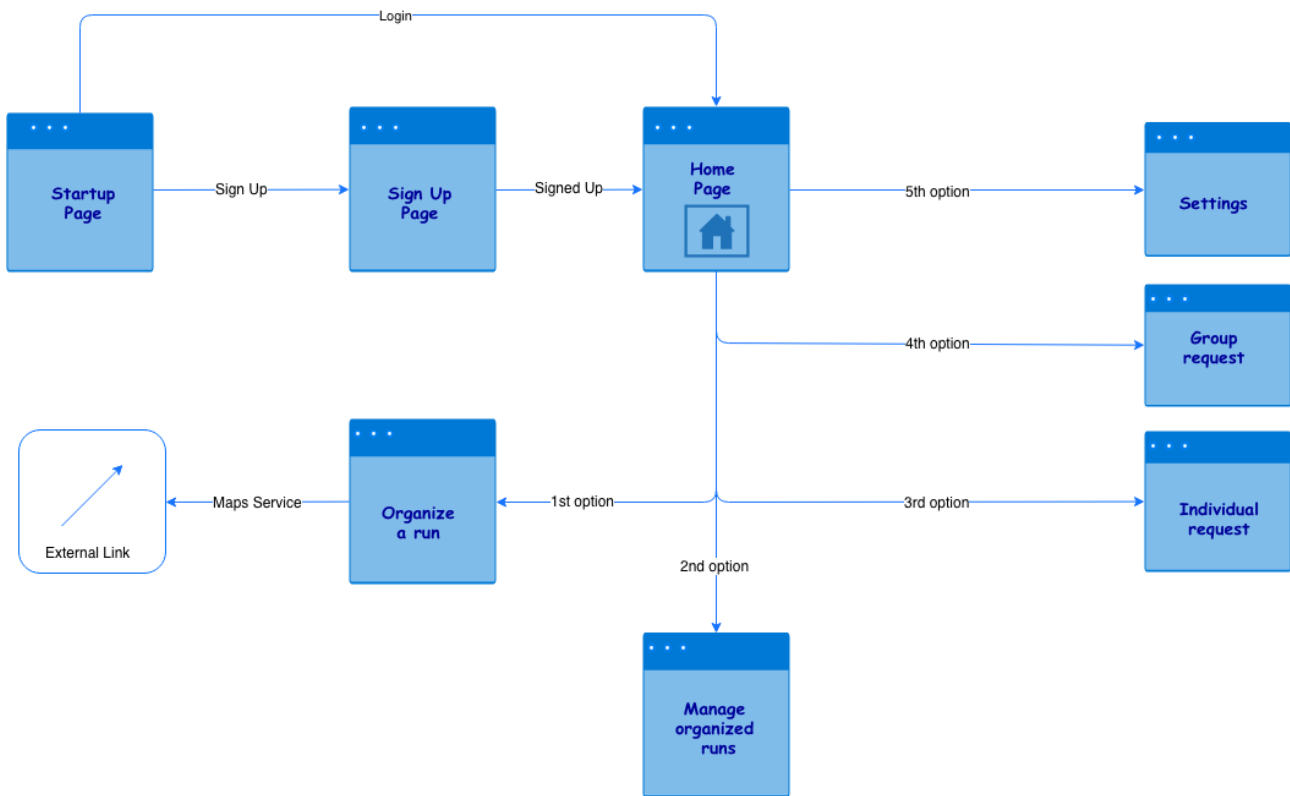 Login
Startup
Page
Sign Up
Sign Up
Page
Signed Up
Home
Page
5th option
Settings
4th option
Group
request
External Link
Maps Service
Organize
a run
1st option
3rd option
Individual
request
2nd option
Manage
organized
runs